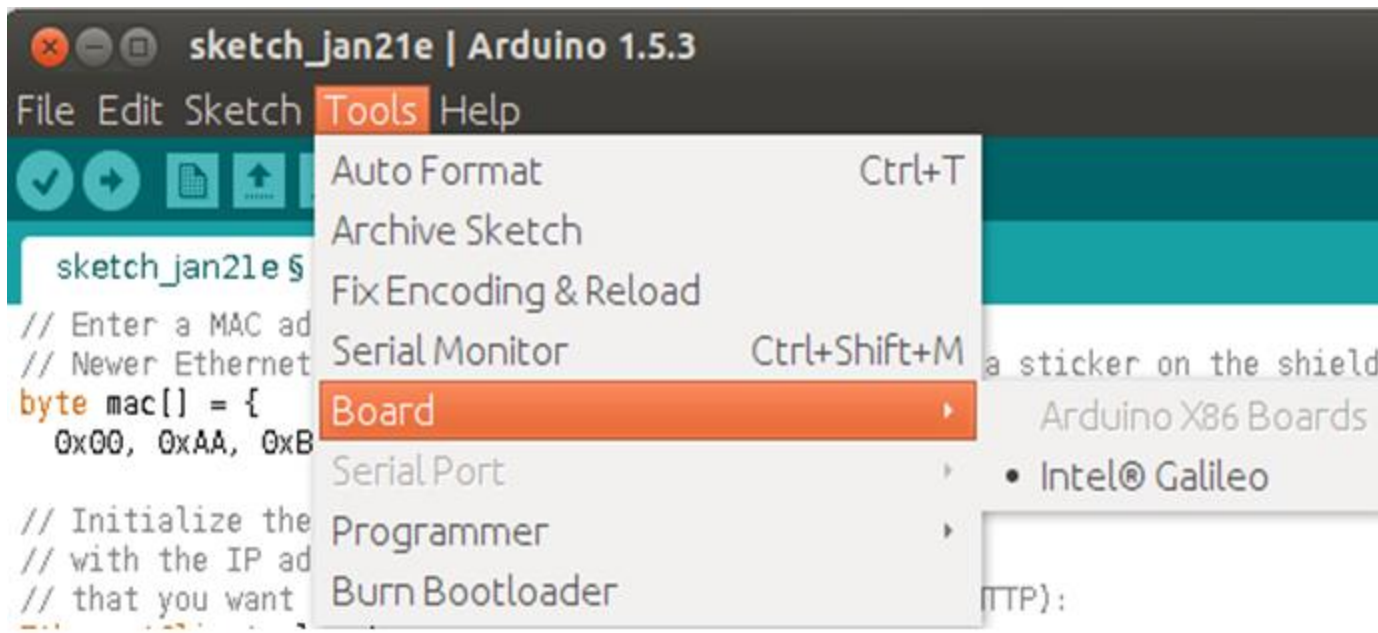 sketch_jan21e | Arduino 1.5.3
File Edit Sketch Tools Help
Auto Format Ctrl+T
Archive Sketch
sketch_jan21e §
Fix Encoding & Reload
// Enter a MAC ad
Serial Monitor Ctrl+Shift+M
// Newer Ethernet a sticker on the shield
byte mac[] = {
Board
Arduino X86 Boards
0x00, 0xAA, 0xB
Serial Port
• Intel® Galileo
// Initialize the
Programmer
// with the IP ad
Burn Bootloader
// that you want TTP):